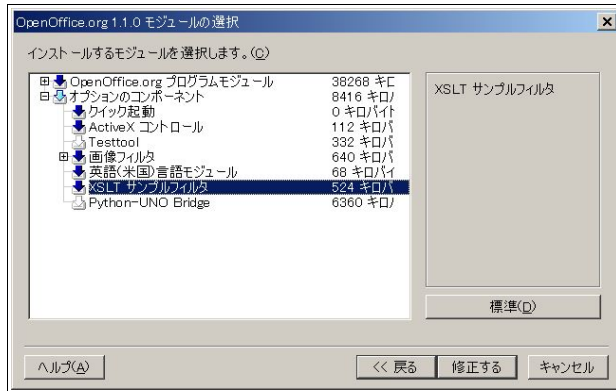 OpenOffice.org 1.1.0 モジュールの選択
インストールするモジュールを選択します。(C)
OpenOffice.org プログラムモジュール 38268 キロ
オプションのコンポーネント 8416 キロ
クイック起動 0 キロバイト
ActiveX コントロール 112 キロバ
Testtool 332 キロバ
画像フィルタ 640 キロバ
英語(米国)言語モジュール 68 キロバイ
XSLT サンプルフィルタ 524 キロバ
Python-UNO Bridge 6360 キロ
XSLT サンプルフィルタ
標準(D)
ヘルプ(A)
<< 戻る
修正する
キャンセル